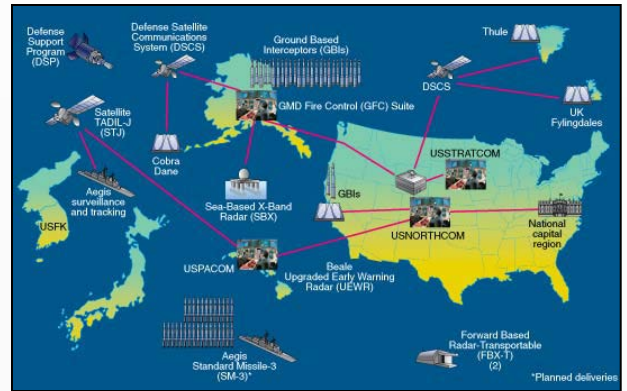 Defense
Support
Program
(DSP)
Defense Satellite
Communications
System (DSCS)
Ground Based
Interceptors (GBIs)
Thule
DSCS
UK
Fylingdales
GMD Fire Control (GFC) Suite
Satellite
TADIL-J
(STJ)
Cobra
Dane
Aegis
surveillance
and tracking
Sea-Based X-Band
Radar (SBX)
USSTRATCOM
GBIs
USFK
USNORTHCOM
National
capital
region
USPACOM
Beale
Upgraded Early Warning
Radar (UEWR)
Aegis
Standard Missile-3
(SM-3)*
Forward Based
Radar-Transportable
(FBX-T)
(2)
*Planned deliveries